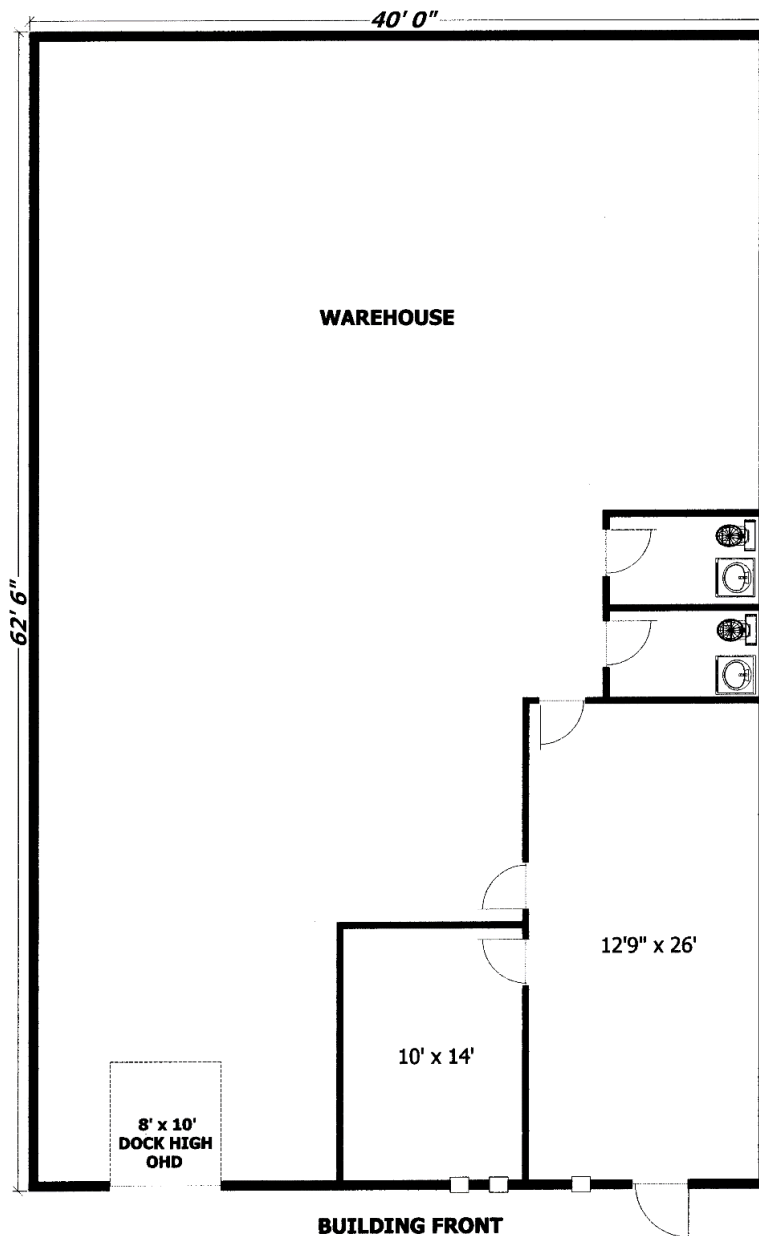 40' 0"
WAREHOUSE
62' 6"
12'9" x 26'
10' x 14'
8' x 10'
DOCK HIGH
OHD
BUILDING FRONT